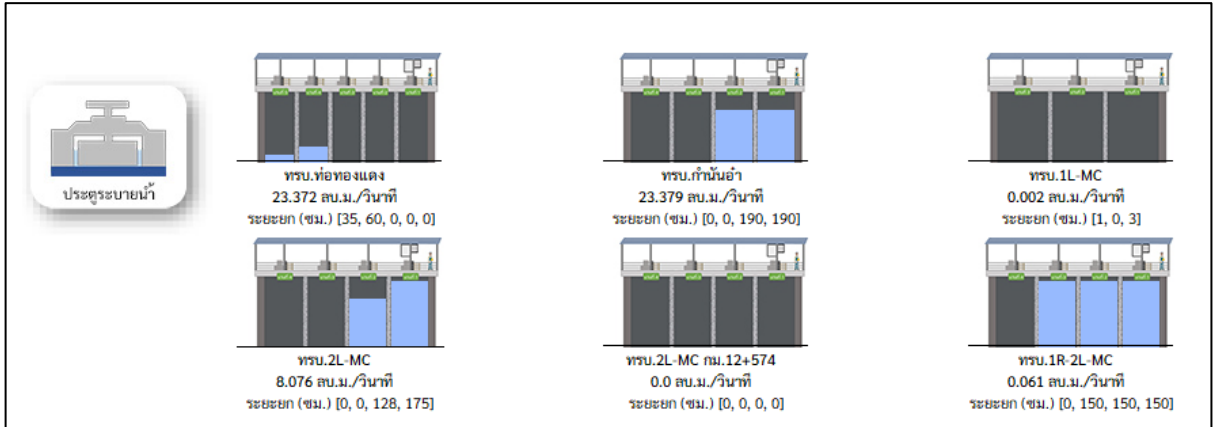 ประตูระบายน้ำ
ทรบ.ท่อทองแดง
23.372 ลบ.ม./วินาที
ระยะยก (ซม.) [35, 60, 0, 0, 0]
ทรบ.กำนันอ่ำ
23.379 ลบ.ม./วินาที
ระยะยก (ซม.) [0, 0, 190, 190]
ทรบ.1L-MC
0.002 ลบ.ม./วินาที
ระยะยก (ซม.) [1, 0, 3]
ทรบ.2L-MC
8.076 ลบ.ม./วินาที
ระยะยก (ซม.) [0, 0, 128, 175]
ทรบ.2L-MC กม.12+574
0.0 ลบ.ม./วินาที
ระยะยก (ซม.) [0, 0, 0, 0]
ทรบ.1R-2L-MC
0.061 ลบ.ม./วินาที
ระยะยก (ซม.) [0, 150, 150, 150]